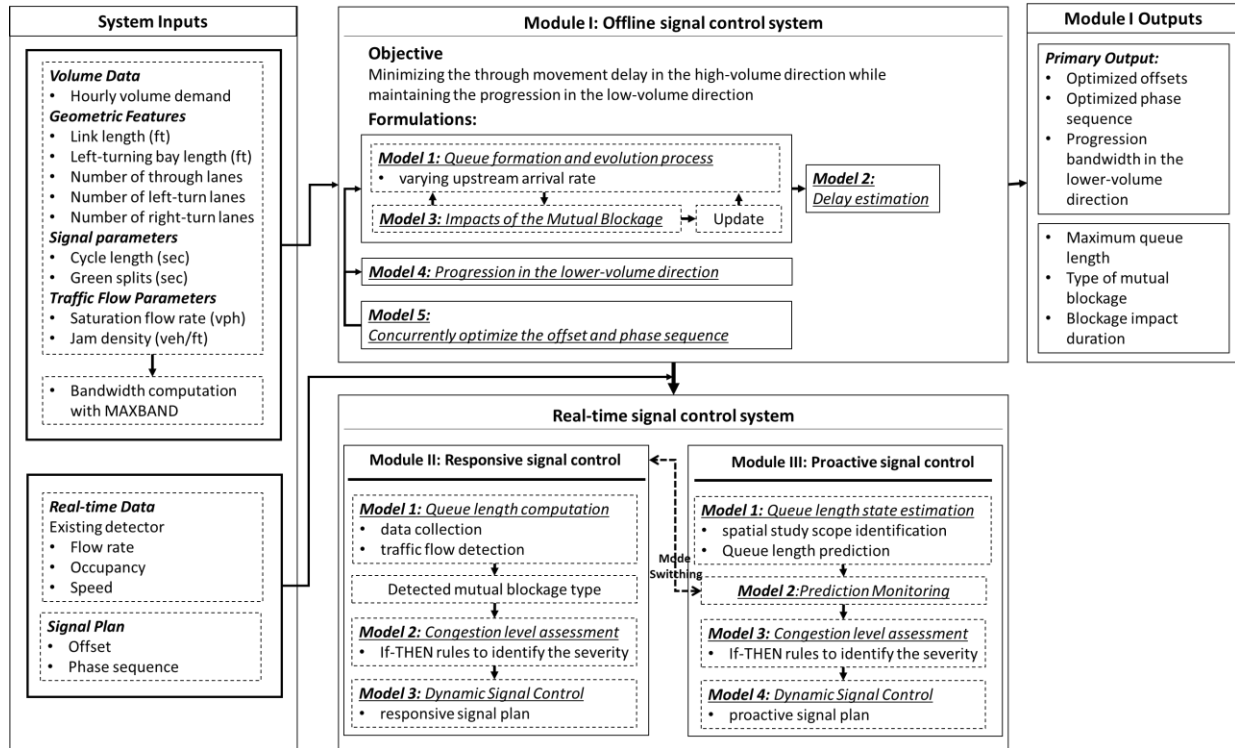 System Inputs
Volume Data
• Hourly volume demand
Geometric Features
• Link length (ft)
• Left-turning bay length (ft)
• Number of through lanes
• Number of left-turn lanes
• Number of right-turn lanes
Signal parameters
• Cycle length (sec)
• Green splits (sec)
Traffic Flow Parameters
• Saturation flow rate (vph)
• Jam density (veh/ft)
• Bandwidth computation
with MAXBAND
Real-time Data
Existing detector
• Flow rate
• Occupancy
• Speed
Signal Plan
• Offset
• Phase sequence
Module I: Offline signal control system
Objective
Minimizing the through movement delay in the high-volume direction while
maintaining the progression in the low-volume direction
Formulations:
Model 1: Queue formation and evolution process
• varying upstream arrival rate
Model 3: Impacts of the Mutual Blockage
Update
Model 2:
Delay estimation
Model 4: Progression in the lower-volume direction
Model 5:
Concurrently optimize the offset and phase sequence
Module I Outputs
Primary Output:
• Optimized offsets
• Optimized phase
sequence
• Progression
bandwidth in the
lower-volume
direction
• Maximum queue
length
• Type of mutual
blockage
• Blockage impact
duration
Real-time signal control system
Module II: Responsive signal control
Model 1: Queue length computation
• data collection
• traffic flow detection
Detected mutual blockage type
Model 2: Congestion level assessment
• If-THEN rules to identify the severity
Model 3: Dynamic Signal Control
• responsive signal plan
Mode
Switching
Module III: Proactive signal control
Model 1: Queue length state estimation
• spatial study scope identification
• Queue length prediction
Model 2:Prediction Monitoring
Model 3: Congestion level assessment
• If-THEN rules to identify the severity
Model 4: Dynamic Signal Control
• proactive signal plan